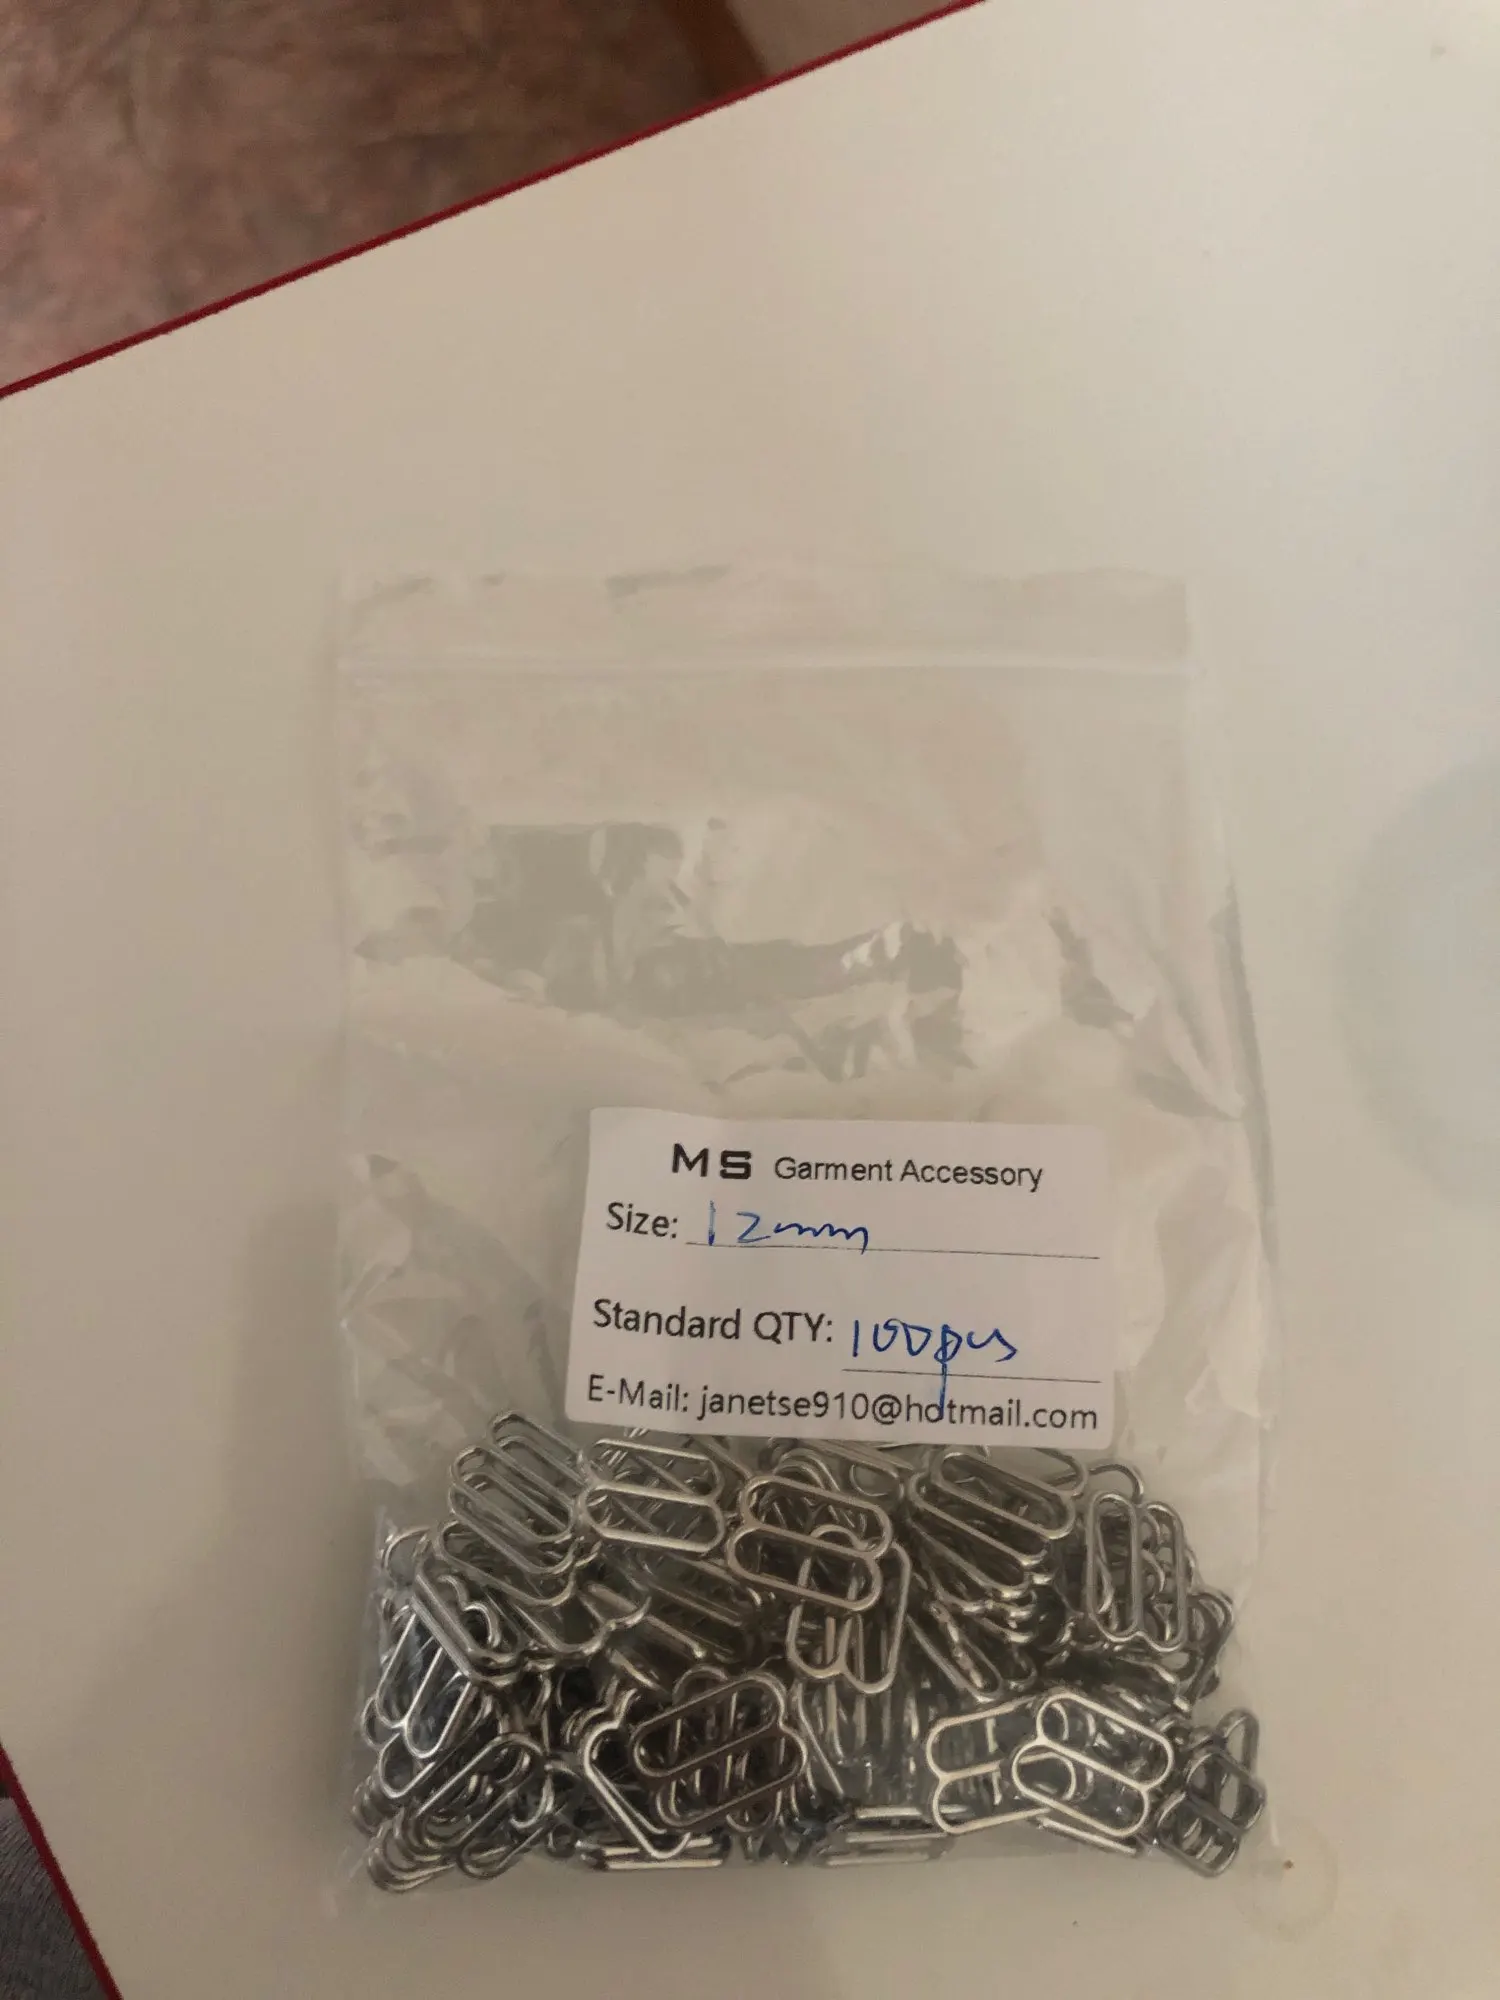 MS Garment Accessory
Size: 12mm
Standard QTY: 100pcs
E-Mail: janetse910@hotmail.com